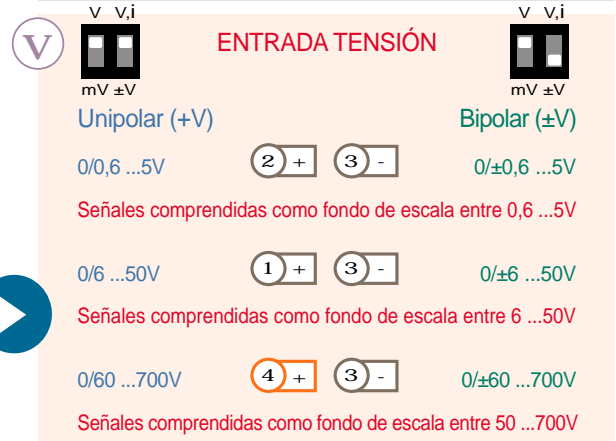 V V,i V V,i
V ENTRADA TENSIÓN
mV ±V mV ±V
Unipolar (+V) Bipolar (±V)
0/0,6 ...5V 2 + 3 - 0/±0,6 ...5V
Señales comprendidas como fondo de escala entre 0,6 ...5V
0/6 ...50V 1 + 3 - 0/±6 ...50V
Señales comprendidas como fondo de escala entre 6 ...50V
0/60 ...700V 4 + 3 - 0/±60 ...700V
Señales comprendidas como fondo de escala entre 50 ...700V